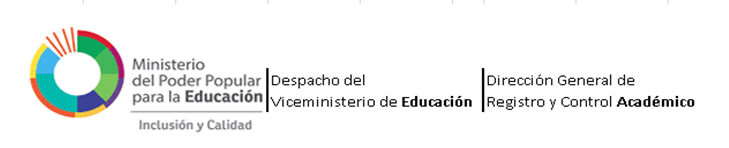 Ministerio
del Poder Popular
para la Educación
Inclusión y Calidad
Despacho del
Viceministerio de Educación
Dirección General de
Registro y Control Académico